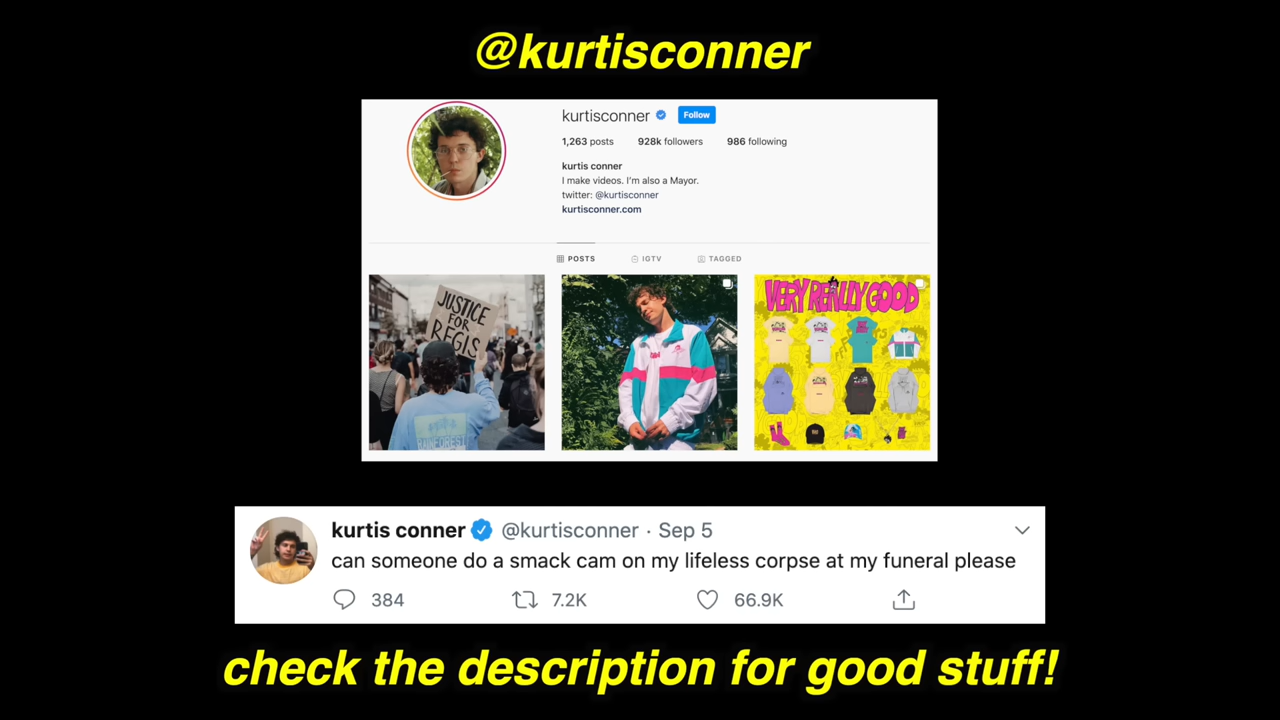 @kurtisconner
kurtisconner Follow
1,263 posts 928k followers 986 following
kurtis conner
I make videos. I'm also a Mayor.
twitter: @kurtisconner
kurtisconner.com
POSTS IGTV TAGGED
JUSTICE
FOR
REGIS
RAINFOREST
VERY REALLY GOOD
kurtis conner @kurtisconner · Sep 5
can someone do a smack cam on my lifeless corpse at my funeral please
384 7.2K 66.9K
check the description for good stuff!